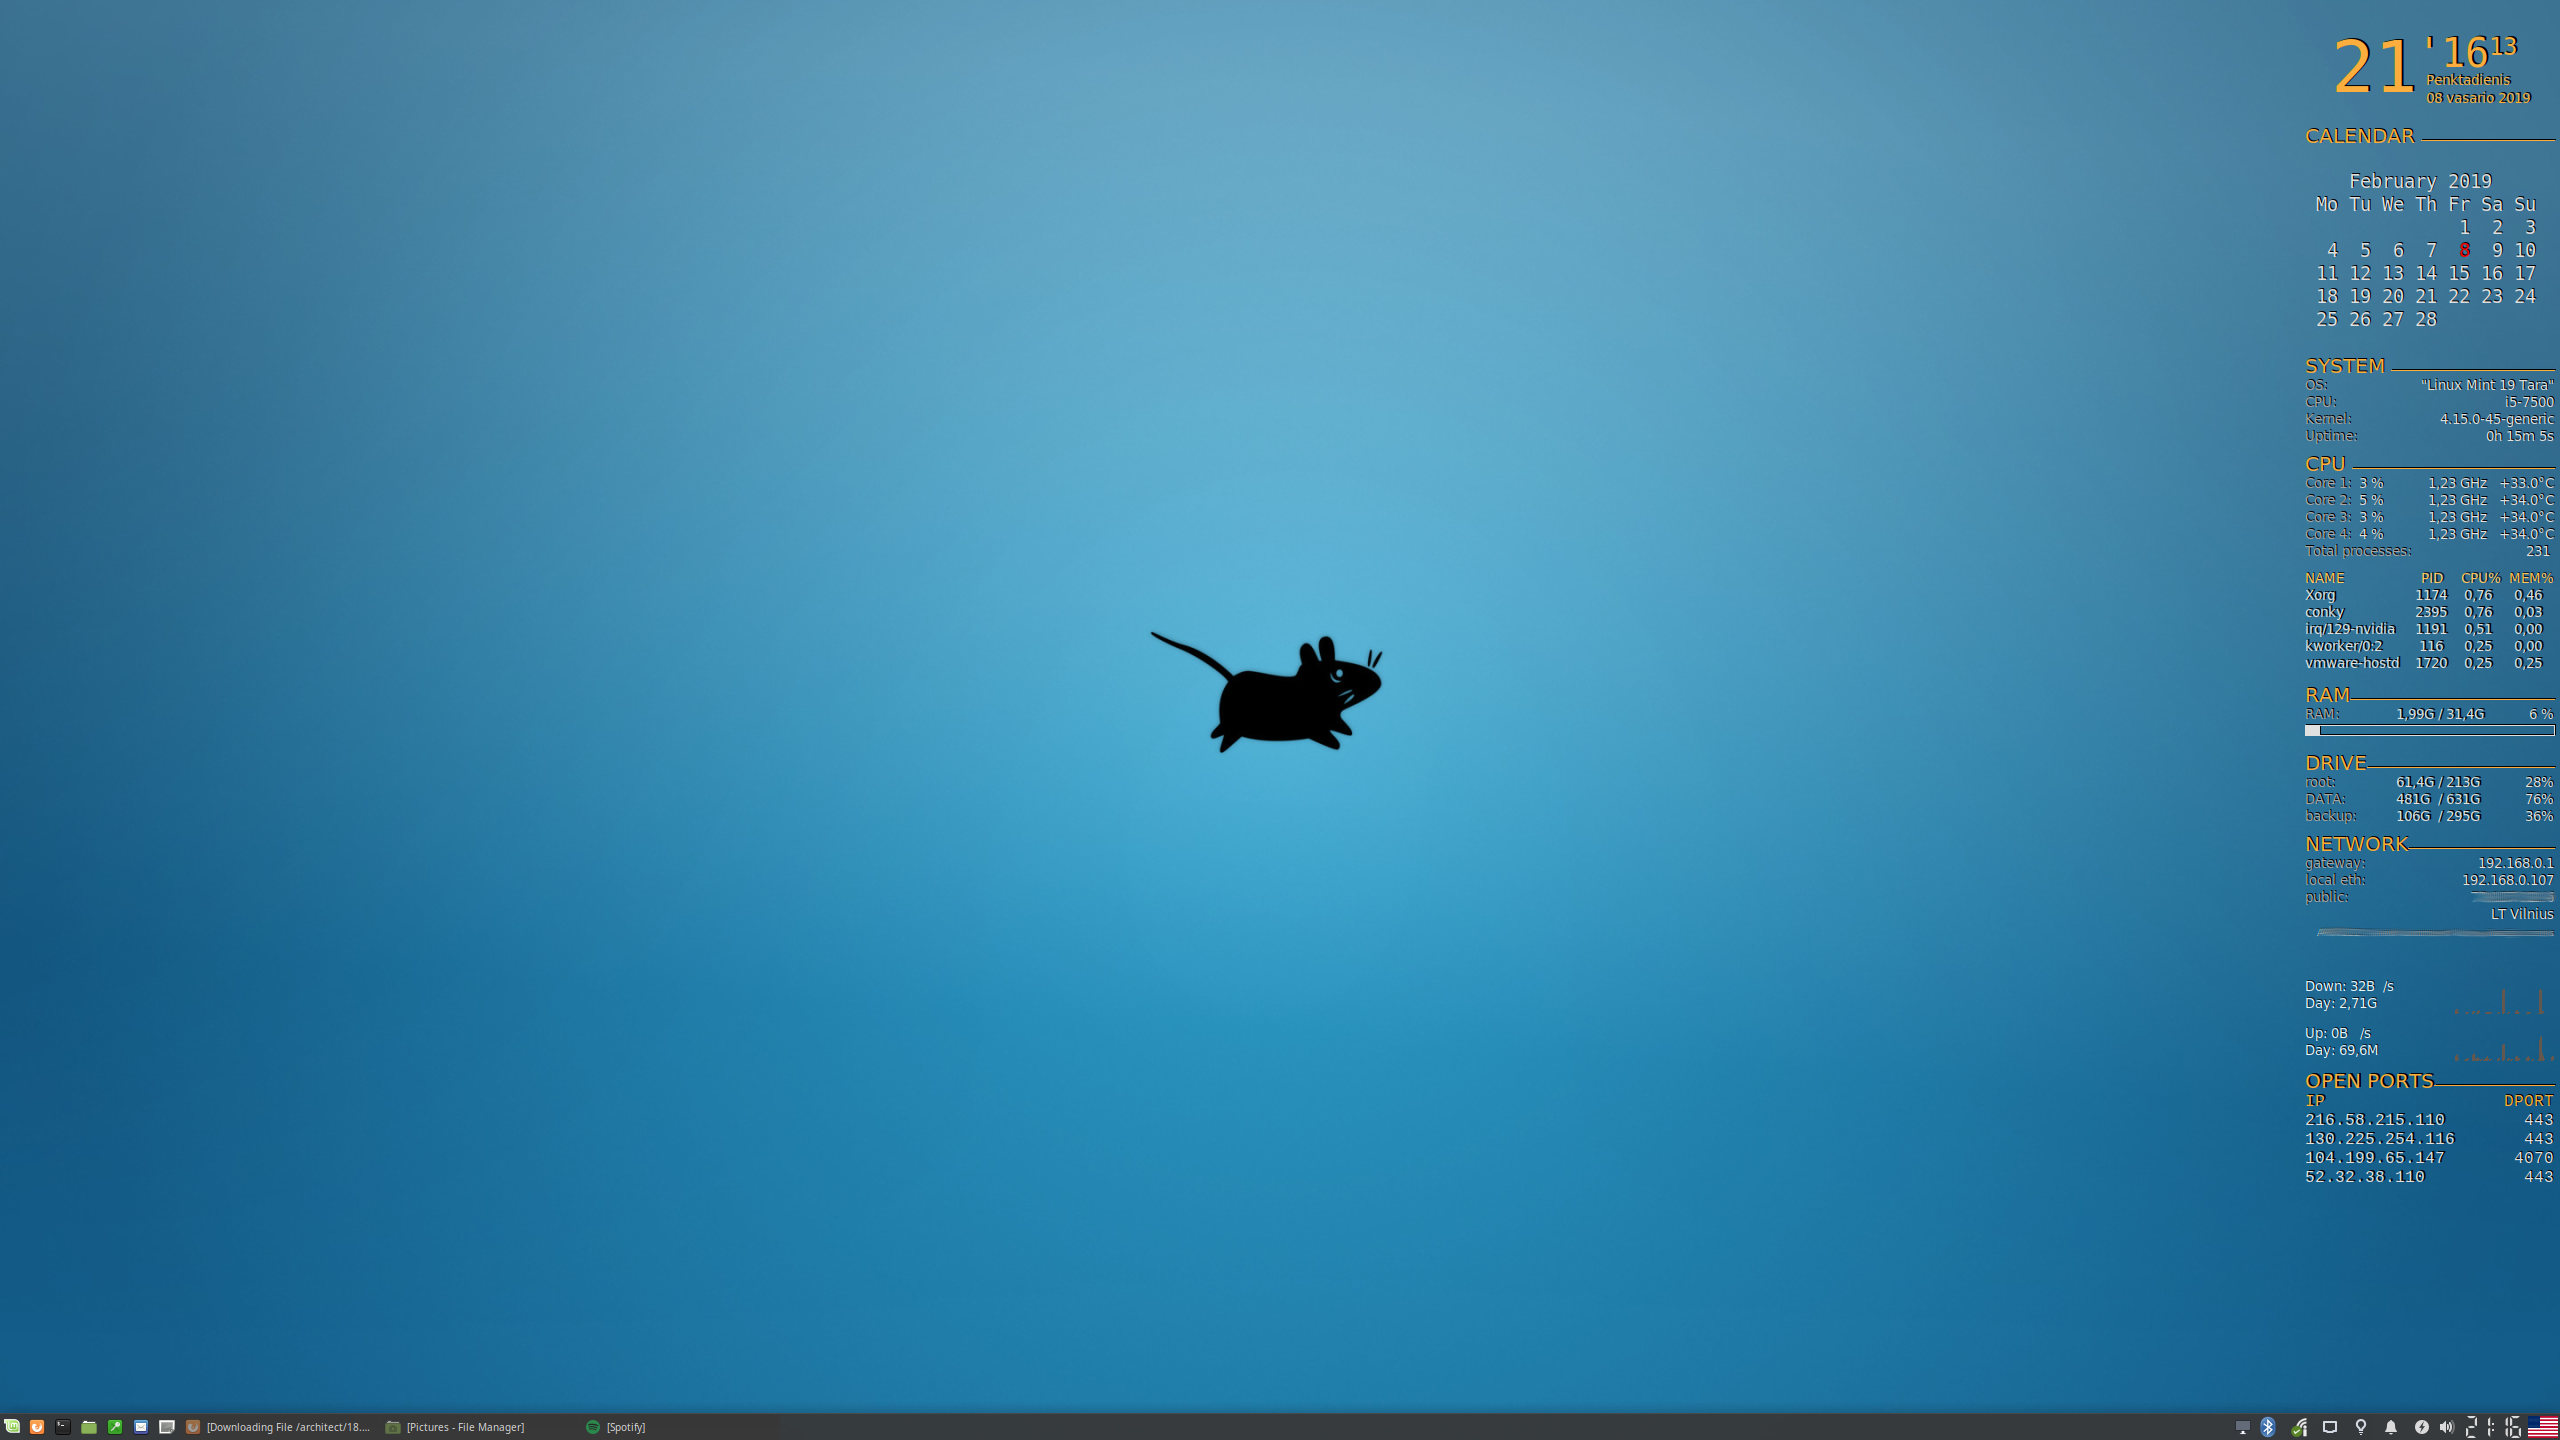 21 ' 16 13
Penktadienis
08 vasario 2019
CALENDAR
February 2019
Mo Tu We Th Fr Sa Su
1 2 3
4 5 6 7 8 9 10
11 12 13 14 15 16 17
18 19 20 21 22 23 24
25 26 27 28
SYSTEM
OS: "Linux Mint 19 Tara"
CPU: i5-7500
Kernel: 4.15.0-45-generic
Uptime: 0h 15m 5s
CPU
Core 1: 3 % 1,23 GHz +33.0°C
Core 2: 5 % 1,23 GHz +34.0°C
Core 3: 3 % 1,23 GHz +34.0°C
Core 4: 4 % 1,23 GHz +34.0°C
Total processes: 231
NAME PID CPU% MEM%
Xorg 1174 0,76 0,46
conky 2395 0,76 0,03
irq/129-nvidia 1191 0,51 0,00
kworker/0:2 116 0,25 0,00
vmware-hostd 1720 0,25 0,25
RAM
RAM: 1,99G / 31,4G 6 %
DRIVE
root: 61,4G / 213G 28%
DATA: 481G / 631G 76%
backup: 106G / 295G 36%
NETWORK
gateway: 192.168.0.1
local eth: 192.168.0.107
public:
LT Vilnius
Down: 32B /s
Day: 2,71G
Up: 0B /s
Day: 69,6M
OPEN PORTS
IP DPORT
216.58.215.110 443
130.225.254.116 443
104.199.65.147 4070
52.32.38.110 443
[Downloading File /architect/18.... [Pictures - File Manager] [Spotify] 21:16